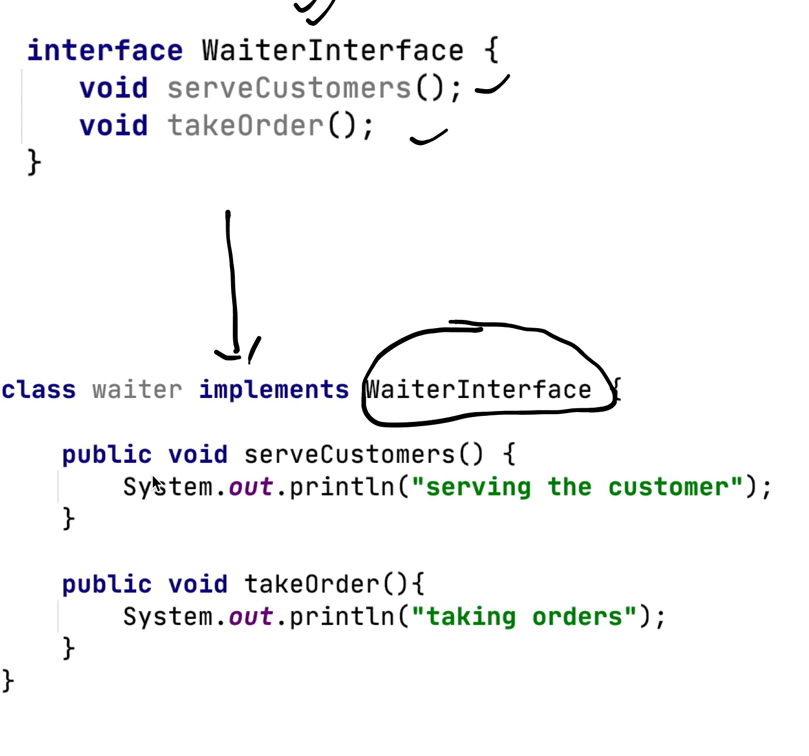 interface WaiterInterface {
void serveCustomers();
void takeOrder();
}
class waiter implements WaiterInterface {
public void serveCustomers() {
System.out.println("serving the customer");
}
public void takeOrder(){
System.out.println("taking orders");
}
}